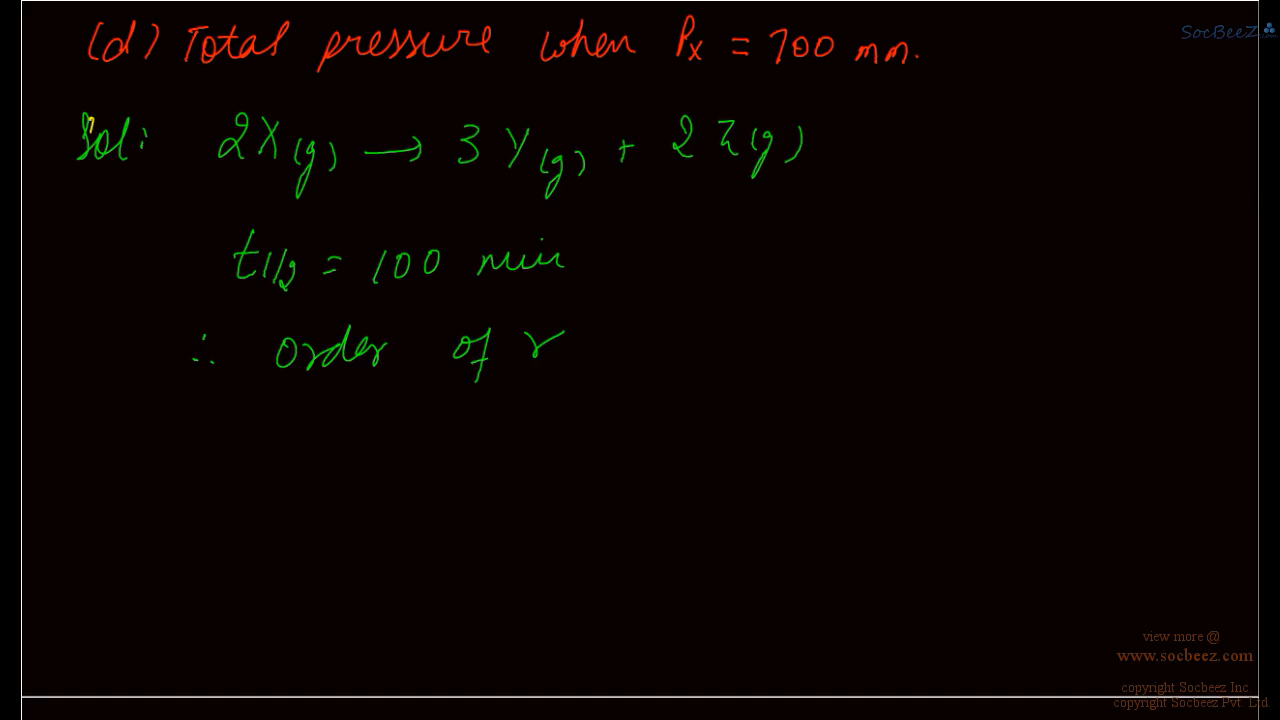 (d) Total pressure when Px = 700 mm.
SocBeeZ.com
Sol: 2X(g) → 3Y(g) + 2Z(g)
t1/2 = 100 min
∴ order of r
view more @
www.socbeez.com
copyright Socbeez Inc
copyright Socbeez Pvt. Ltd.